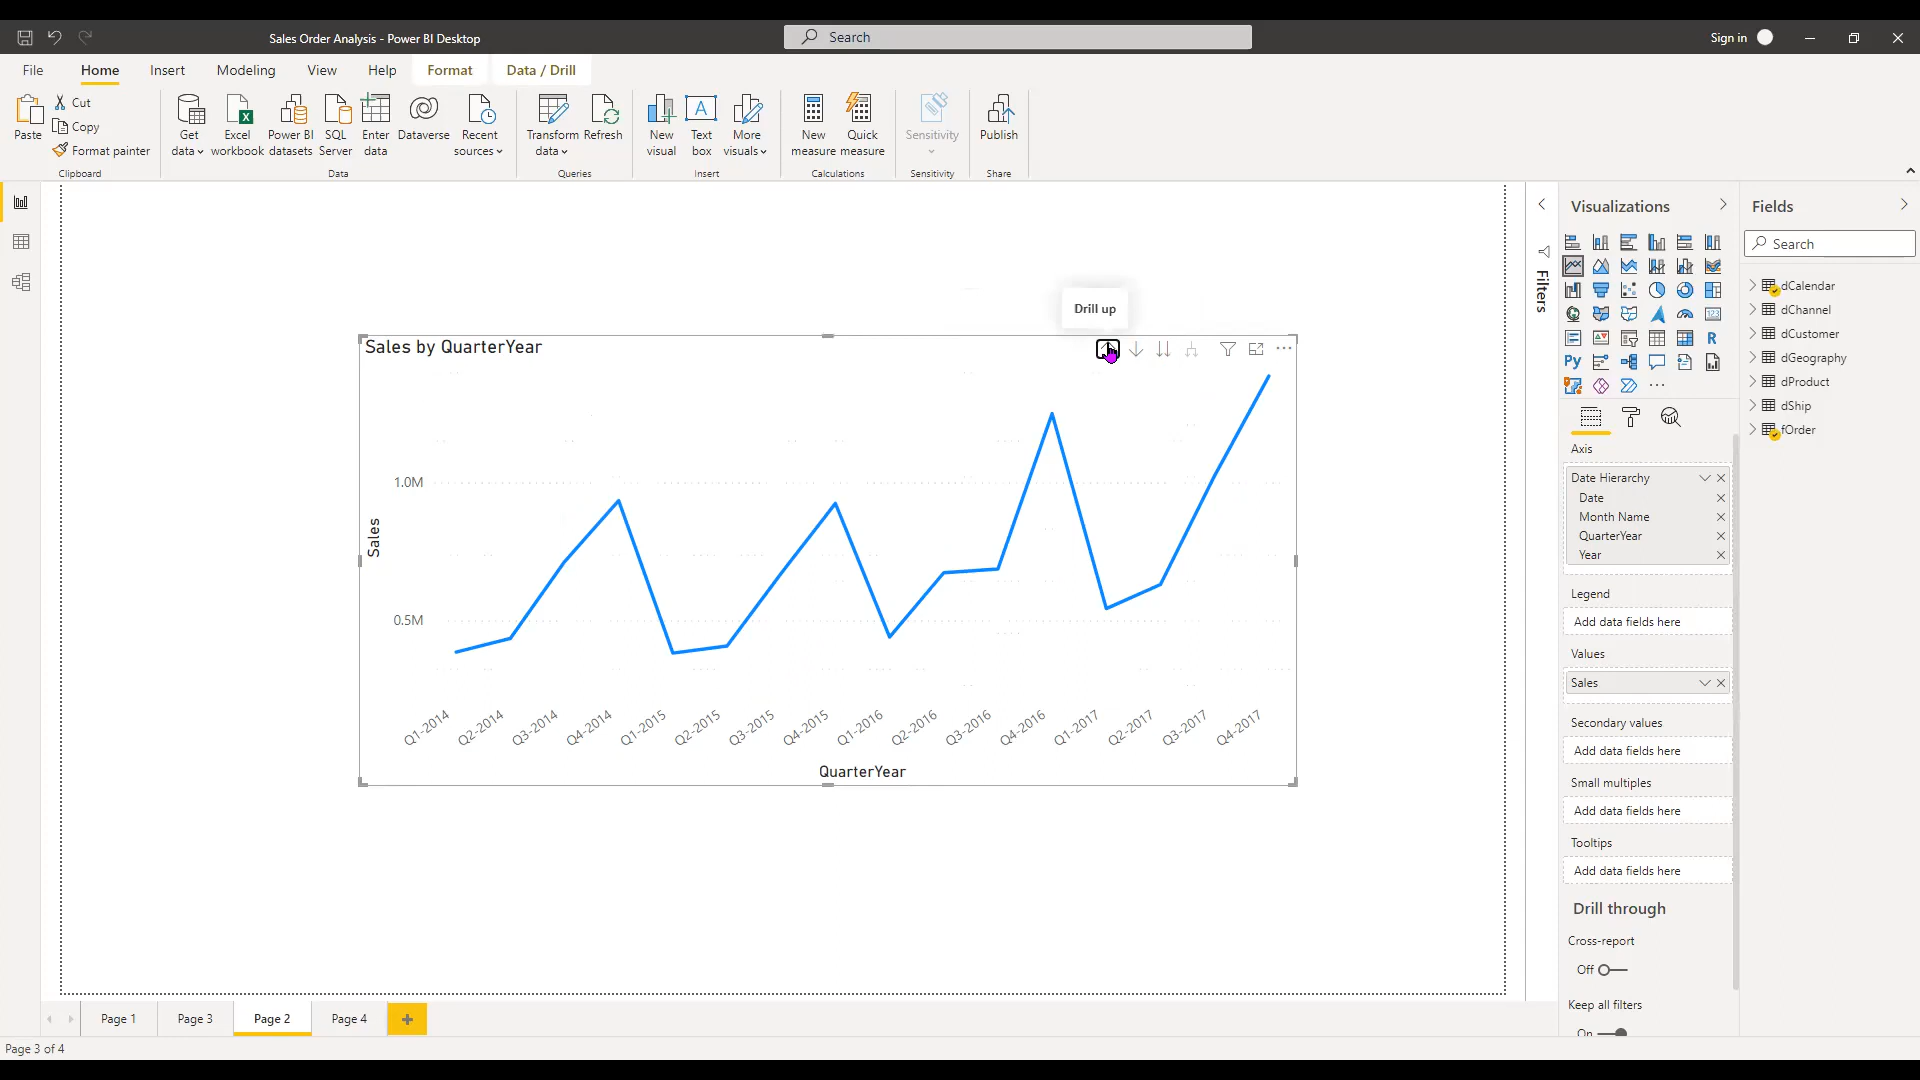 Sales Order Analysis - Power BI Desktop
Search
Sign in
File
Home
Insert
Modeling
View
Help
Format
Data / Drill
Paste
Cut
Copy
Format painter
Clipboard
Get data
Excel workbook
Power BI datasets
SQL Server
Enter data
Dataverse
Recent sources
Data
Transform data
Refresh
Queries
New visual
Text box
More visuals
Insert
New measure
Quick measure
Calculations
Sensitivity
Sensitivity
Publish
Share
Drill up
Sales by QuarterYear
1.0M
0.5M
Sales
Q1-2014
Q2-2014
Q3-2014
Q4-2014
Q1-2015
Q2-2015
Q3-2015
Q4-2015
Q1-2016
Q2-2016
Q3-2016
Q4-2016
Q1-2017
Q2-2017
Q3-2017
Q4-2017
QuarterYear
Filters
Visualizations
R
Py
123
A
Axis
Date Hierarchy
Date
Month Name
QuarterYear
Year
Legend
Add data fields here
Values
Sales
Secondary values
Add data fields here
Small multiples
Add data fields here
Tooltips
Add data fields here
Drill through
Cross-report
Off
Keep all filters
On
Fields
Search
dCalendar
dChannel
dCustomer
dGeography
dProduct
dShip
fOrder
Page 1
Page 3
Page 2
Page 4
Page 3 of 4